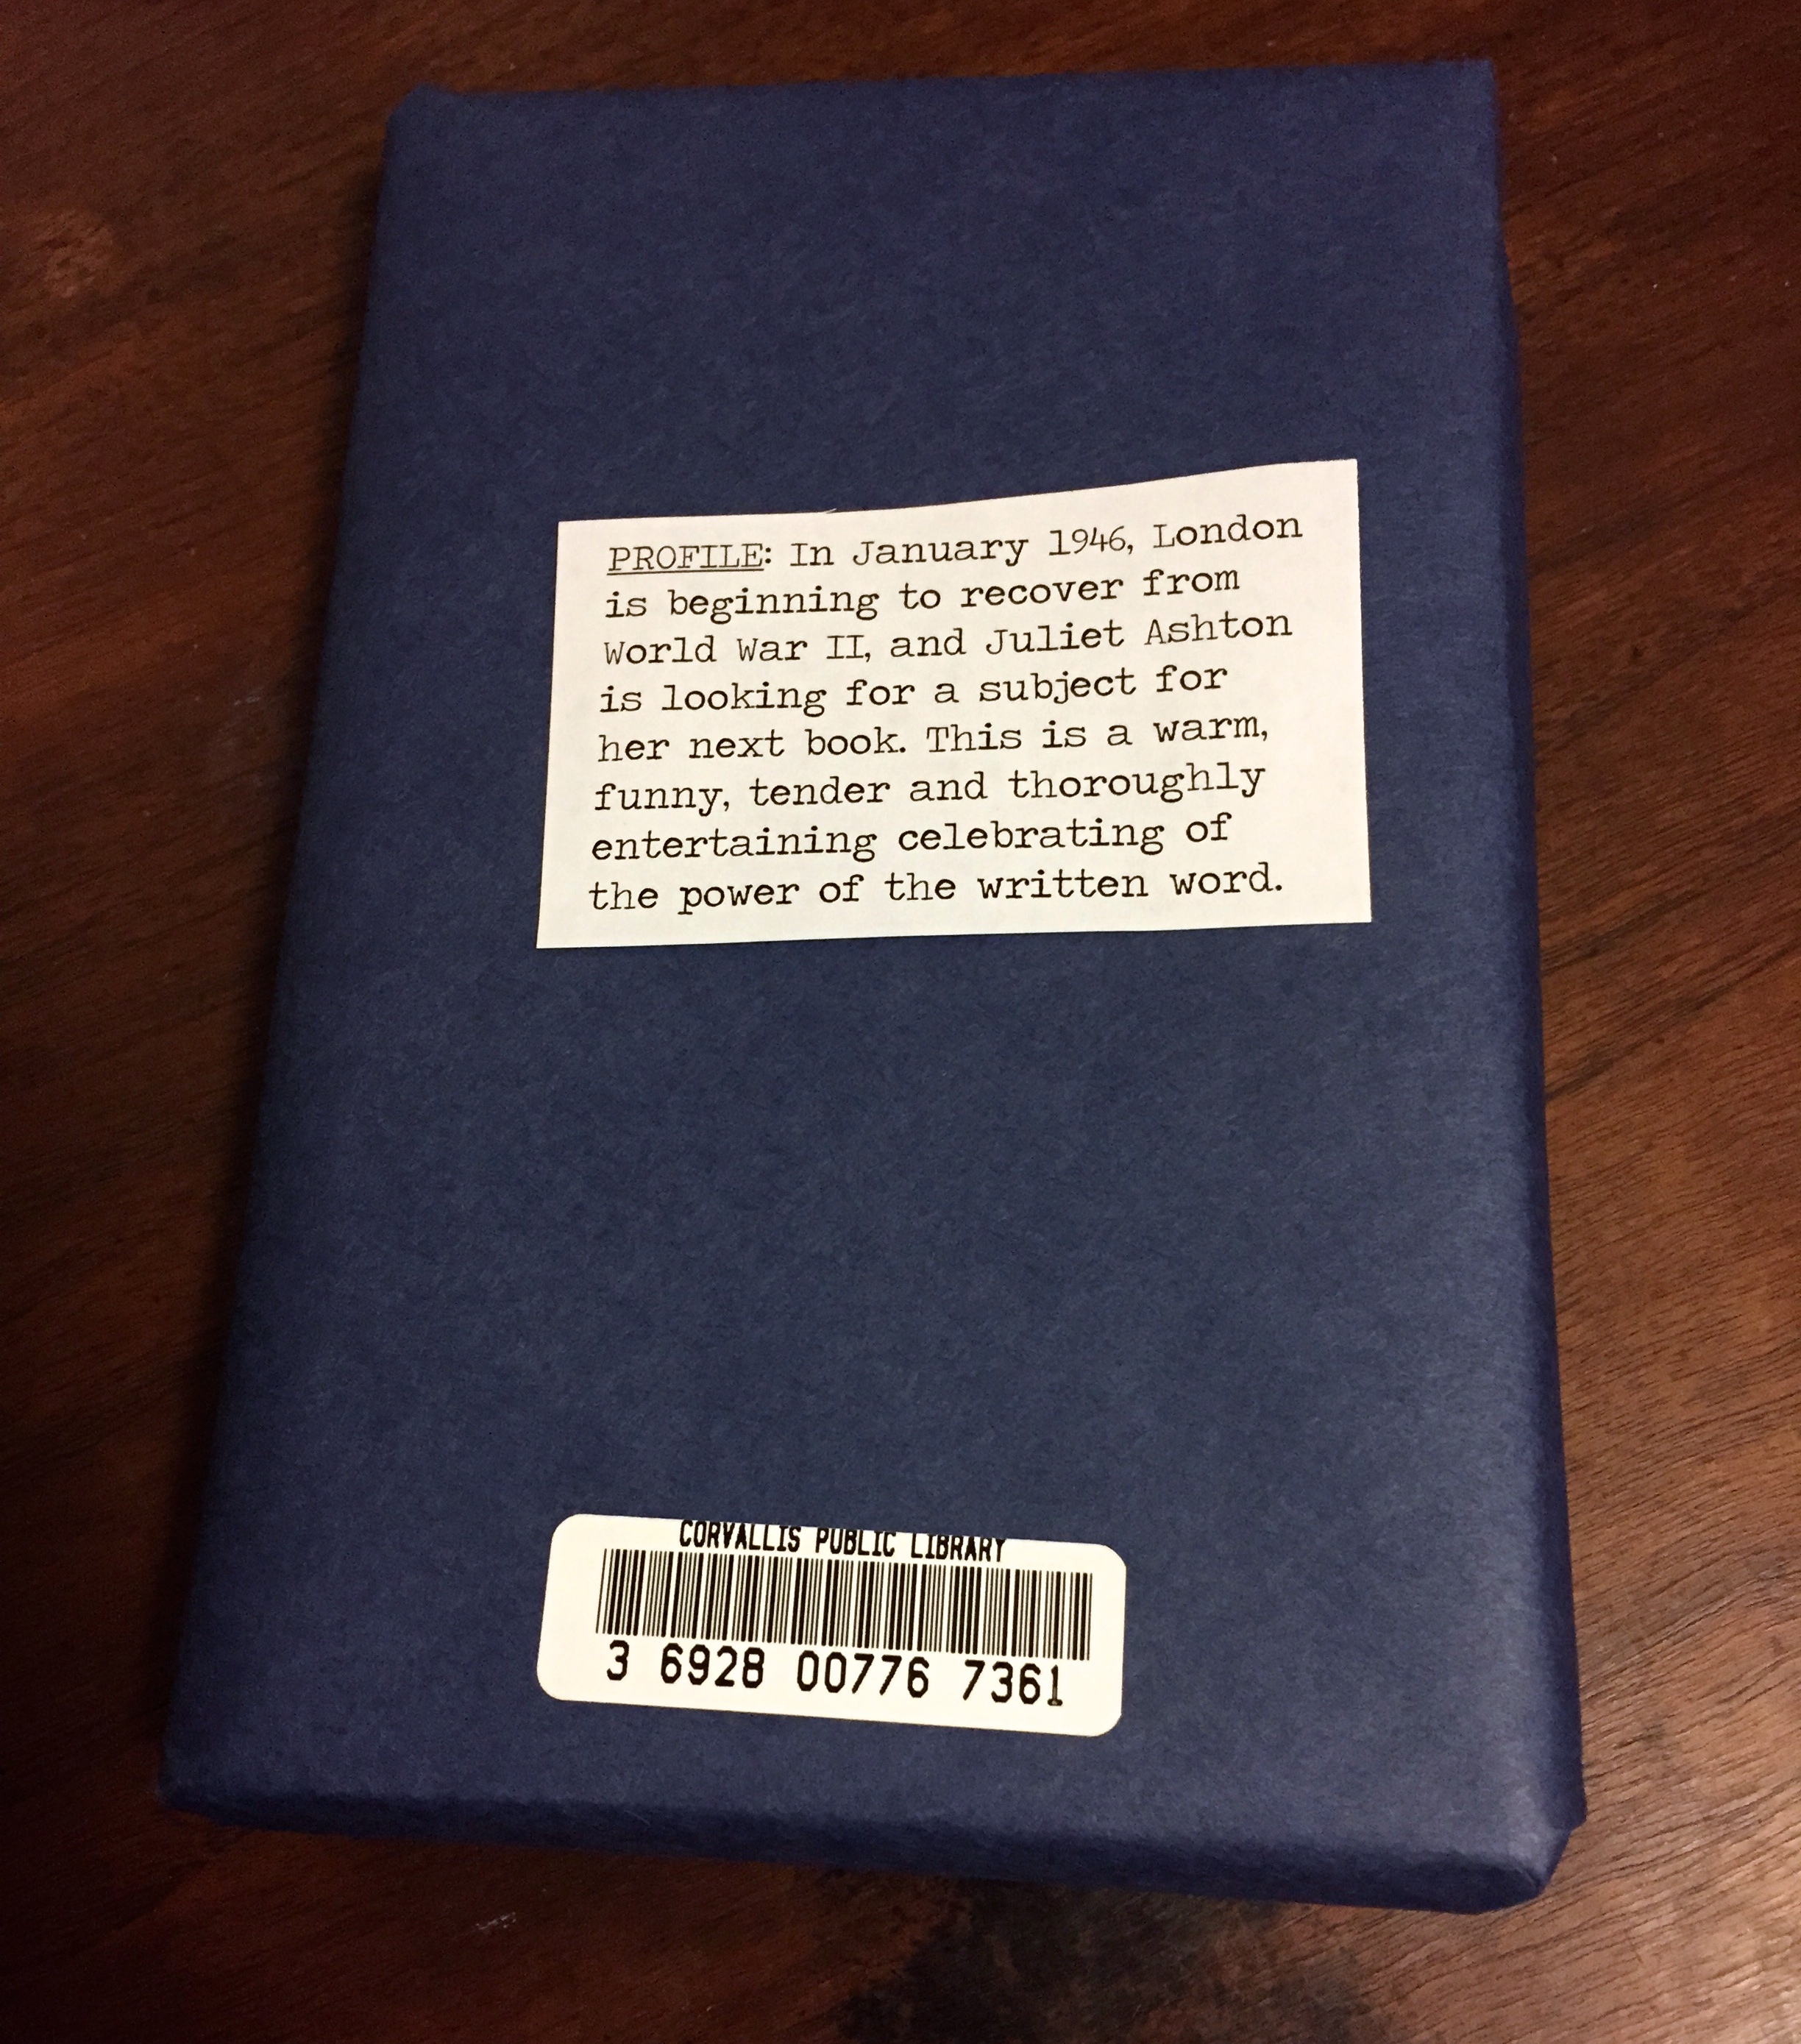 PROFILE: In January 1946, London
is beginning to recover from
World War II, and Juliet Ashton
is looking for a subject for
her next book. This is a warm,
funny, tender and thoroughly
entertaining celebrating of
the power of the written word.
CORVALLIS PUBLIC LIBRARY
3 6928 00776 7361